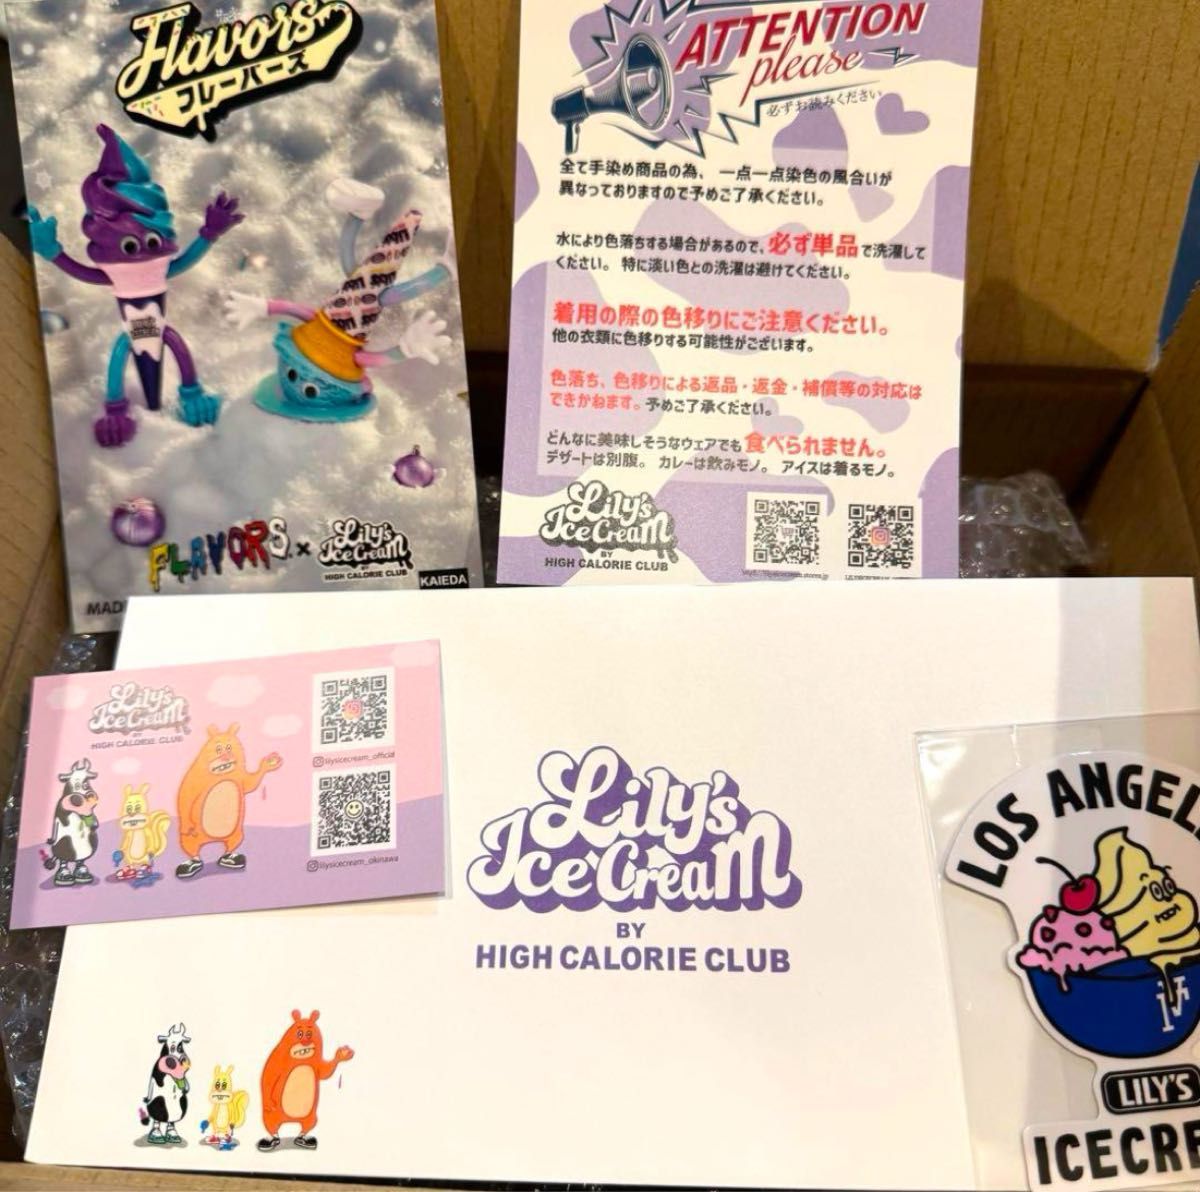 Flavors
フレーバーズ
FLAVORS. × Lily's
Ice Cream
BY
HIGH CALORIE CLUB
KAIEDA
MAD
ATTENTION
please
必ずお読みください
全て手染め商品の為、一点一点染色の風合いが
異なっておりますので予めご了承ください。
水により色落ちする場合があるので、必ず単品で洗濯して
ください。特に淡い色との洗濯は避けてください。
着用の際の色移りにご注意ください。
他の衣類に色移りする可能性がございます。
色落ち、色移りによる返品・返金・補償等の対応は
できかねます。予めご了承ください。
どんなに美味しそうなウェアでも食べられません。
デザートは別腹。カレーは飲みモノ。アイスは着るモノ。
Lily's
Ice Cream
BY
HIGH CALORIE CLUB
Lily's
Ice Cream
BY
HIGH CALORIE CLUB
lilysicecream_official
lilysicecream_okinawa
Lily's
Ice Cream
BY
HIGH CALORIE CLUB
LOS ANGEL
LILY'S
ICECRE